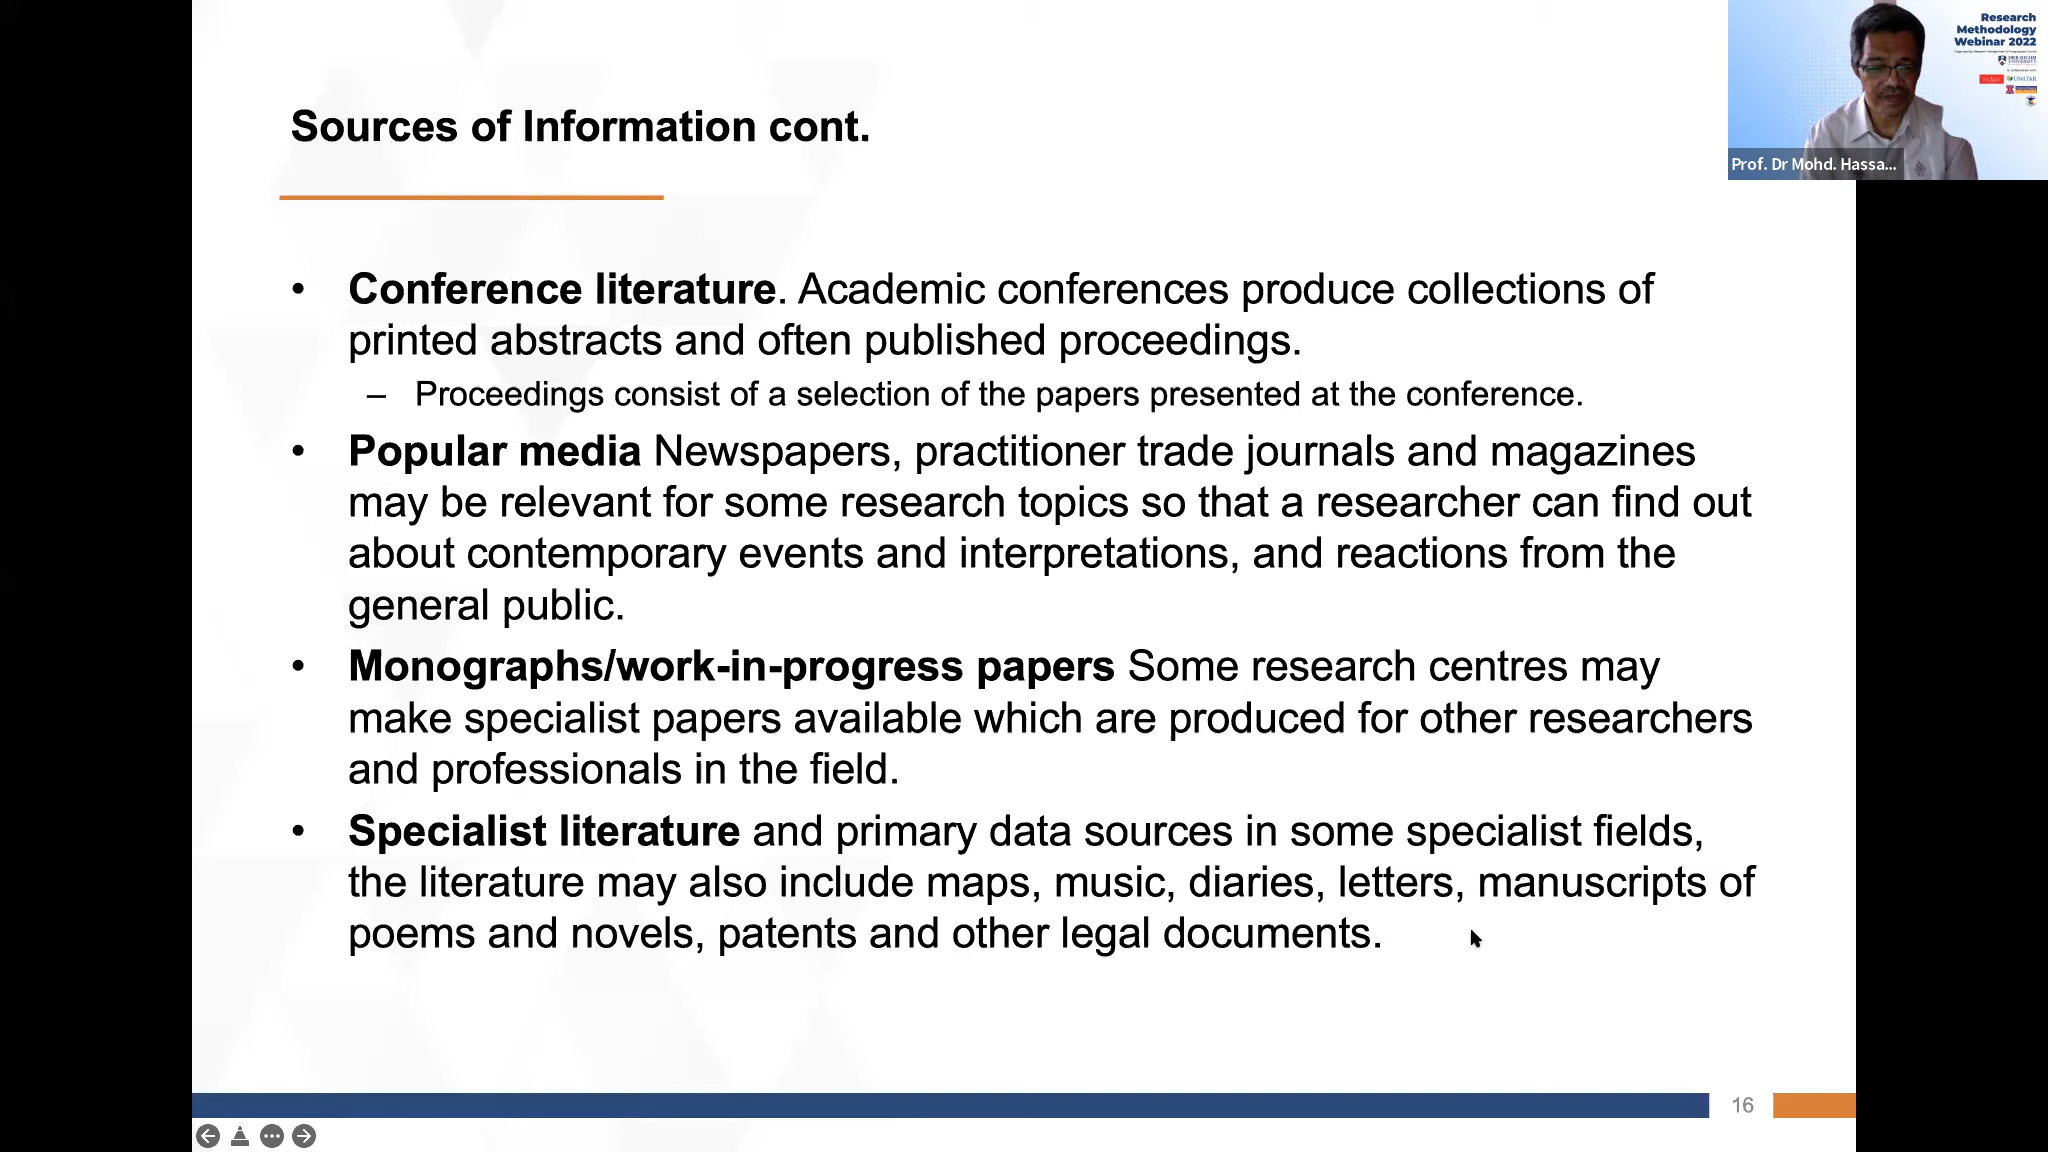 Research
Methodology
Webinar 2022
UNITAR
Prof. Dr Mohd. Hassa...
Sources of Information cont.
• Conference literature. Academic conferences produce collections of
printed abstracts and often published proceedings.
– Proceedings consist of a selection of the papers presented at the conference.
• Popular media Newspapers, practitioner trade journals and magazines
may be relevant for some research topics so that a researcher can find out
about contemporary events and interpretations, and reactions from the
general public.
• Monographs/work-in-progress papers Some research centres may
make specialist papers available which are produced for other researchers
and professionals in the field.
• Specialist literature and primary data sources in some specialist fields,
the literature may also include maps, music, diaries, letters, manuscripts of
poems and novels, patents and other legal documents.
16